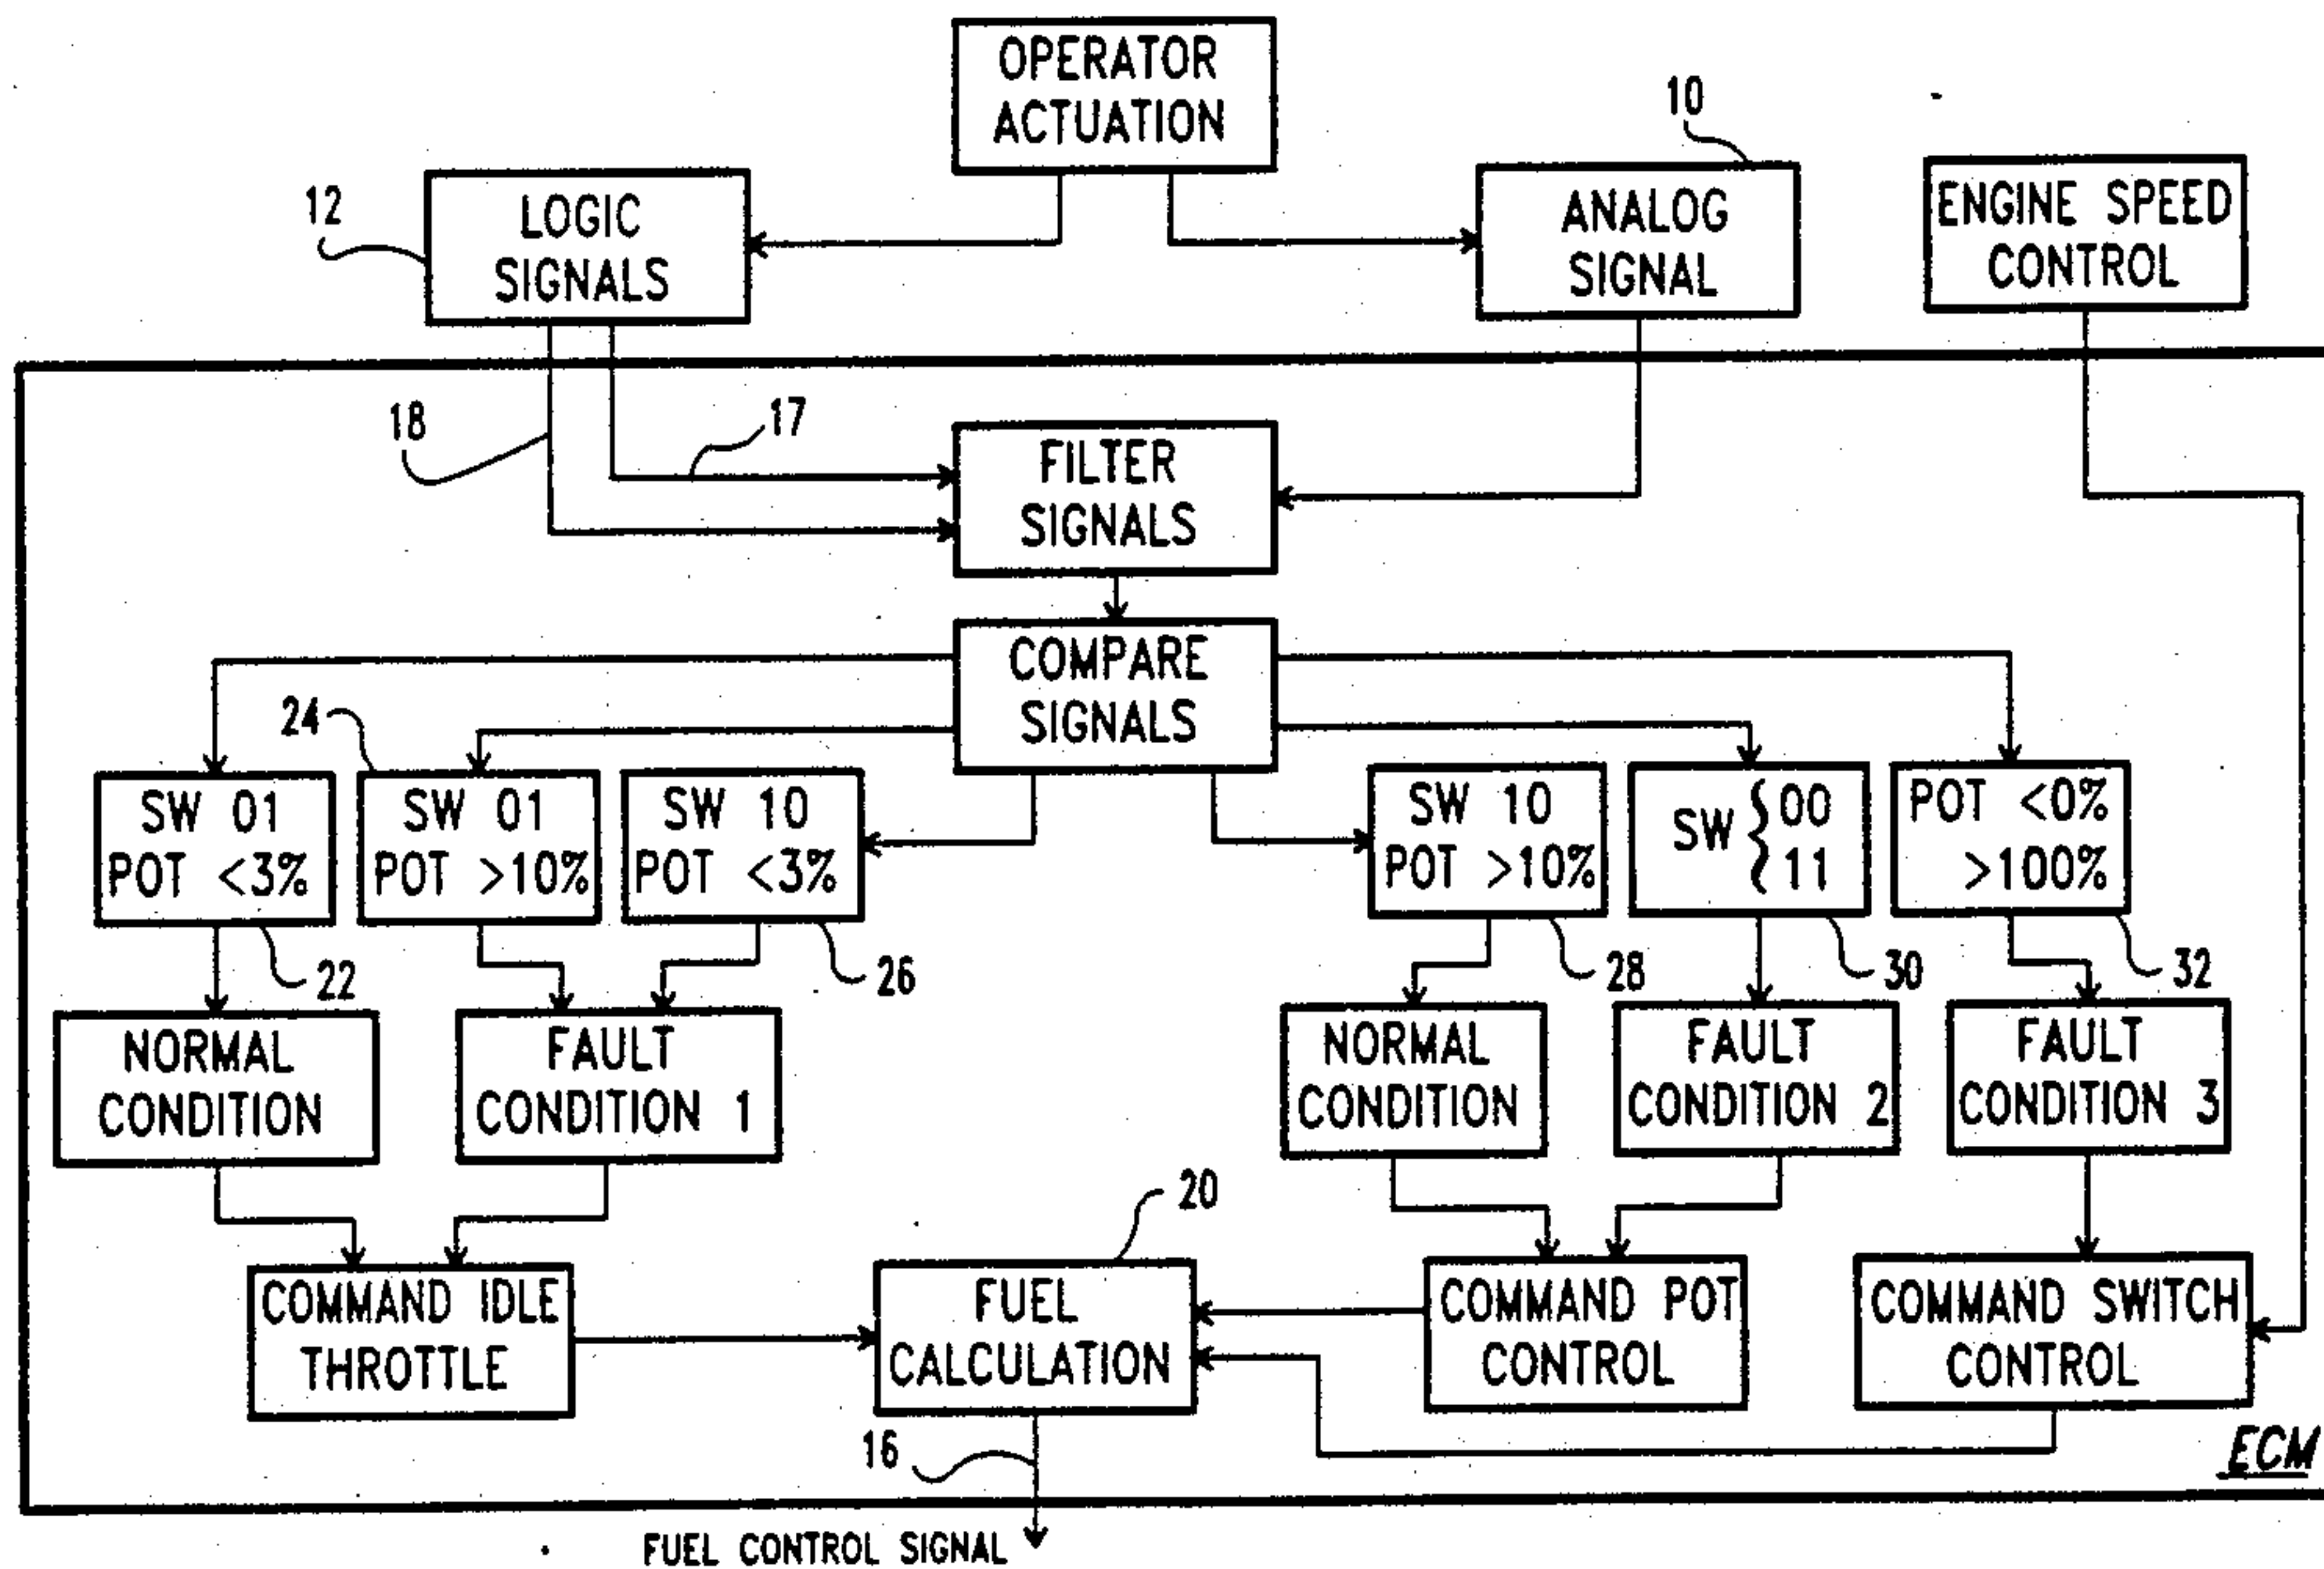 OPERATOR
ACTUATION
10
12
LOGIC
SIGNALS
ANALOG
SIGNAL
ENGINE SPEED
CONTROL
18
17
FILTER
SIGNALS
COMPARE
SIGNALS
24
SW 01
POT <3%
SW 01
POT >10%
SW 10
POT <3%
SW 10
POT >10%
SW { 00
11
POT <0%
>100%
22
26
28
30
32
NORMAL
CONDITION
FAULT
CONDITION 1
NORMAL
CONDITION
FAULT
CONDITION 2
FAULT
CONDITION 3
20
COMMAND IDLE
THROTTLE
FUEL
CALCULATION
COMMAND POT
CONTROL
COMMAND SWITCH
CONTROL
16
ECM
FUEL CONTROL SIGNAL